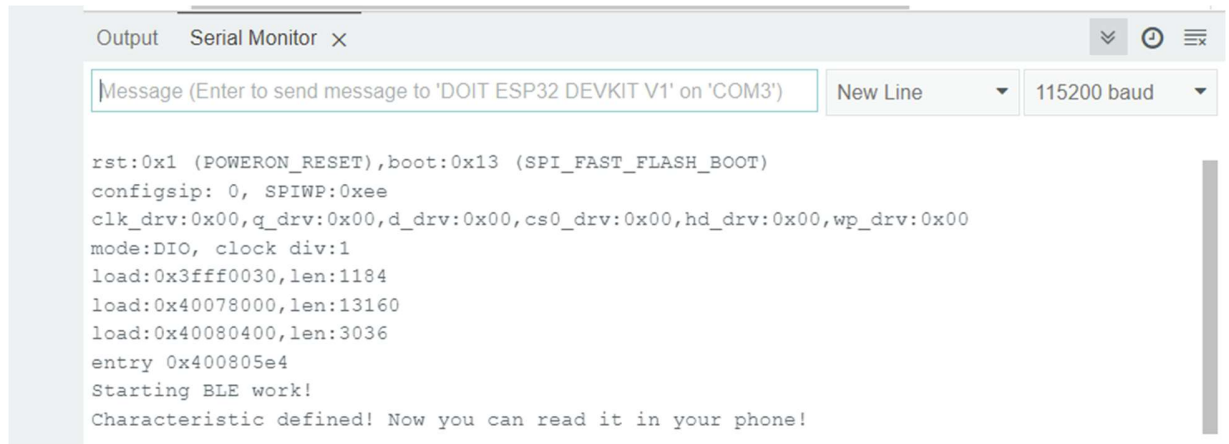 Output Serial Monitor ×
Message (Enter to send message to 'DOIT ESP32 DEVKIT V1' on 'COM3') New Line 115200 baud
rst:0x1 (POWERON_RESET),boot:0x13 (SPI_FAST_FLASH_BOOT)
configsip: 0, SPIWP:0xee
clk_drv:0x00,q_drv:0x00,d_drv:0x00,cs0_drv:0x00,hd_drv:0x00,wp_drv:0x00
mode:DIO, clock div:1
load:0x3fff0030,len:1184
load:0x40078000,len:13160
load:0x40080400,len:3036
entry 0x400805e4
Starting BLE work!
Characteristic defined! Now you can read it in your phone!